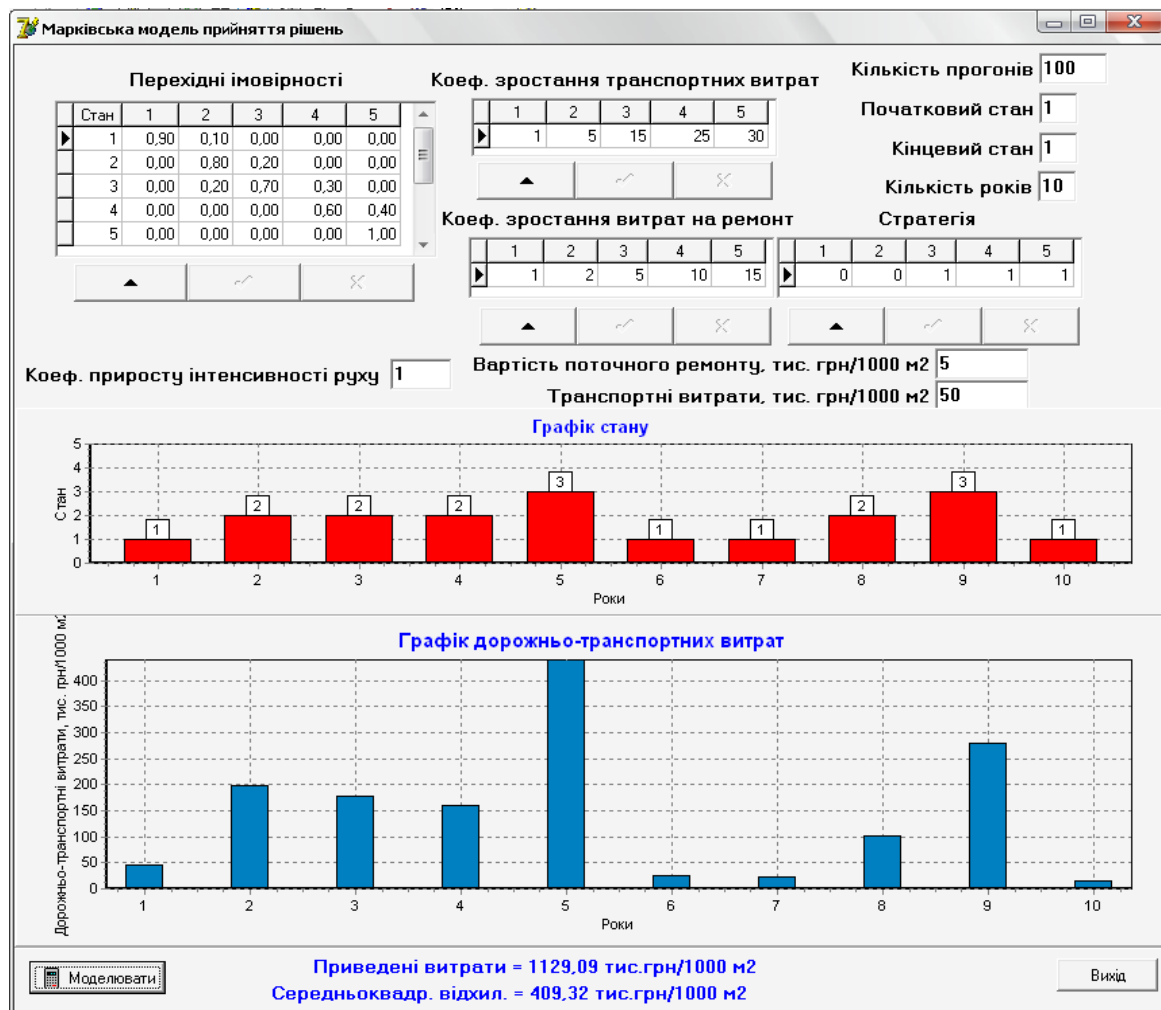 Марківська модель прийняття рішень
Перехідні імовірності
Стан 1 2 3 4 5
1 0,90 0,10 0,00 0,00 0,00
2 0,00 0,80 0,20 0,00 0,00
3 0,00 0,20 0,70 0,30 0,00
4 0,00 0,00 0,00 0,60 0,40
5 0,00 0,00 0,00 0,00 1,00
Коеф. зростання транспортних витрат
1 2 3 4 5
1 5 15 25 30
Кількість прогонів 100
Початковий стан 1
Кінцевий стан 1
Кількість років 10
Коеф. зростання витрат на ремонт
1 2 3 4 5
1 2 5 10 15
Стратегія
1 2 3 4 5
0 0 1 1 1
Коеф. приросту інтенсивності руху 1
Вартість поточного ремонту, тис. грн/1000 м2 5
Транспортні витрати, тис. грн/1000 м2 50
Графік стану
Стан
5
4
3
2
1
0
1 2 2 2 3 1 1 2 3 1
1 2 3 4 5 6 7 8 9 10
Роки
Графік дорожньо-транспортних витрат
Дорожньо-транспортні витрати, тис. грн/1000 м2
400
350
300
250
200
150
100
50
0
1 2 3 4 5 6 7 8 9 10
Роки
Моделювати
Приведені витрати = 1129,09 тис.грн/1000 м2
Середньоквадр. відхил. = 409,32 тис.грн/1000 м2
Вихід